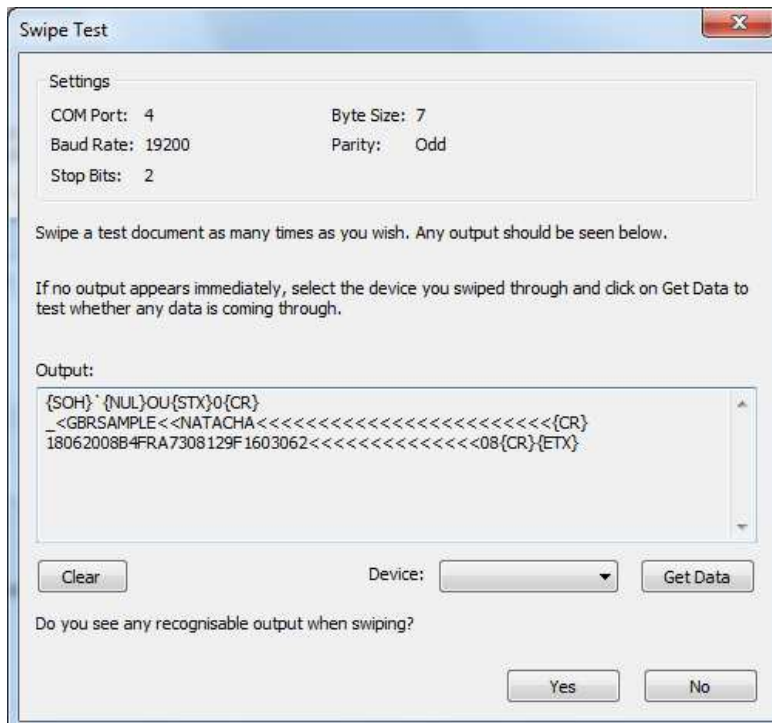 Swipe Test
Settings
COM Port: 4
Byte Size: 7
Baud Rate: 19200
Parity: Odd
Stop Bits: 2
Swipe a test document as many times as you wish. Any output should be seen below.
If no output appears immediately, select the device you swiped through and click on Get Data to
test whether any data is coming through.
Output:
{SOH}`{NUL}OU{STX}0{CR}
_<GBRSAMPLE<<NATACHA<<<<<<<<<<<<<<<<<<<<<<<<<{CR}
18062008B4FRA7308129F1603062<<<<<<<<<<<<<<08{CR}{ETX}
Clear
Device:
Get Data
Do you see any recognisable output when swiping?
Yes
No